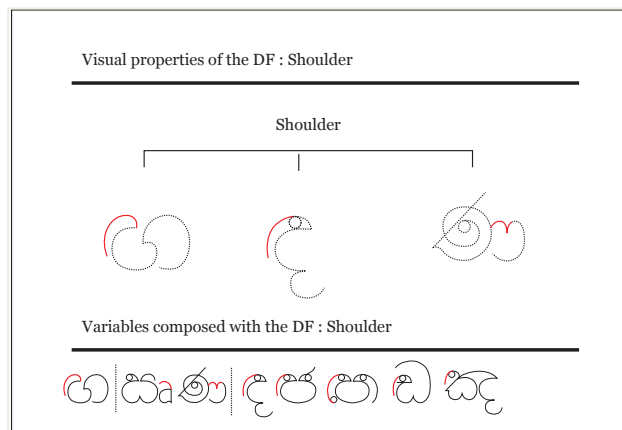 Visual properties of the DF : Shoulder
Shoulder
ග ද ණ
Variables composed with the DF : Shoulder
ග ඍ ණ ද ජ ඳ